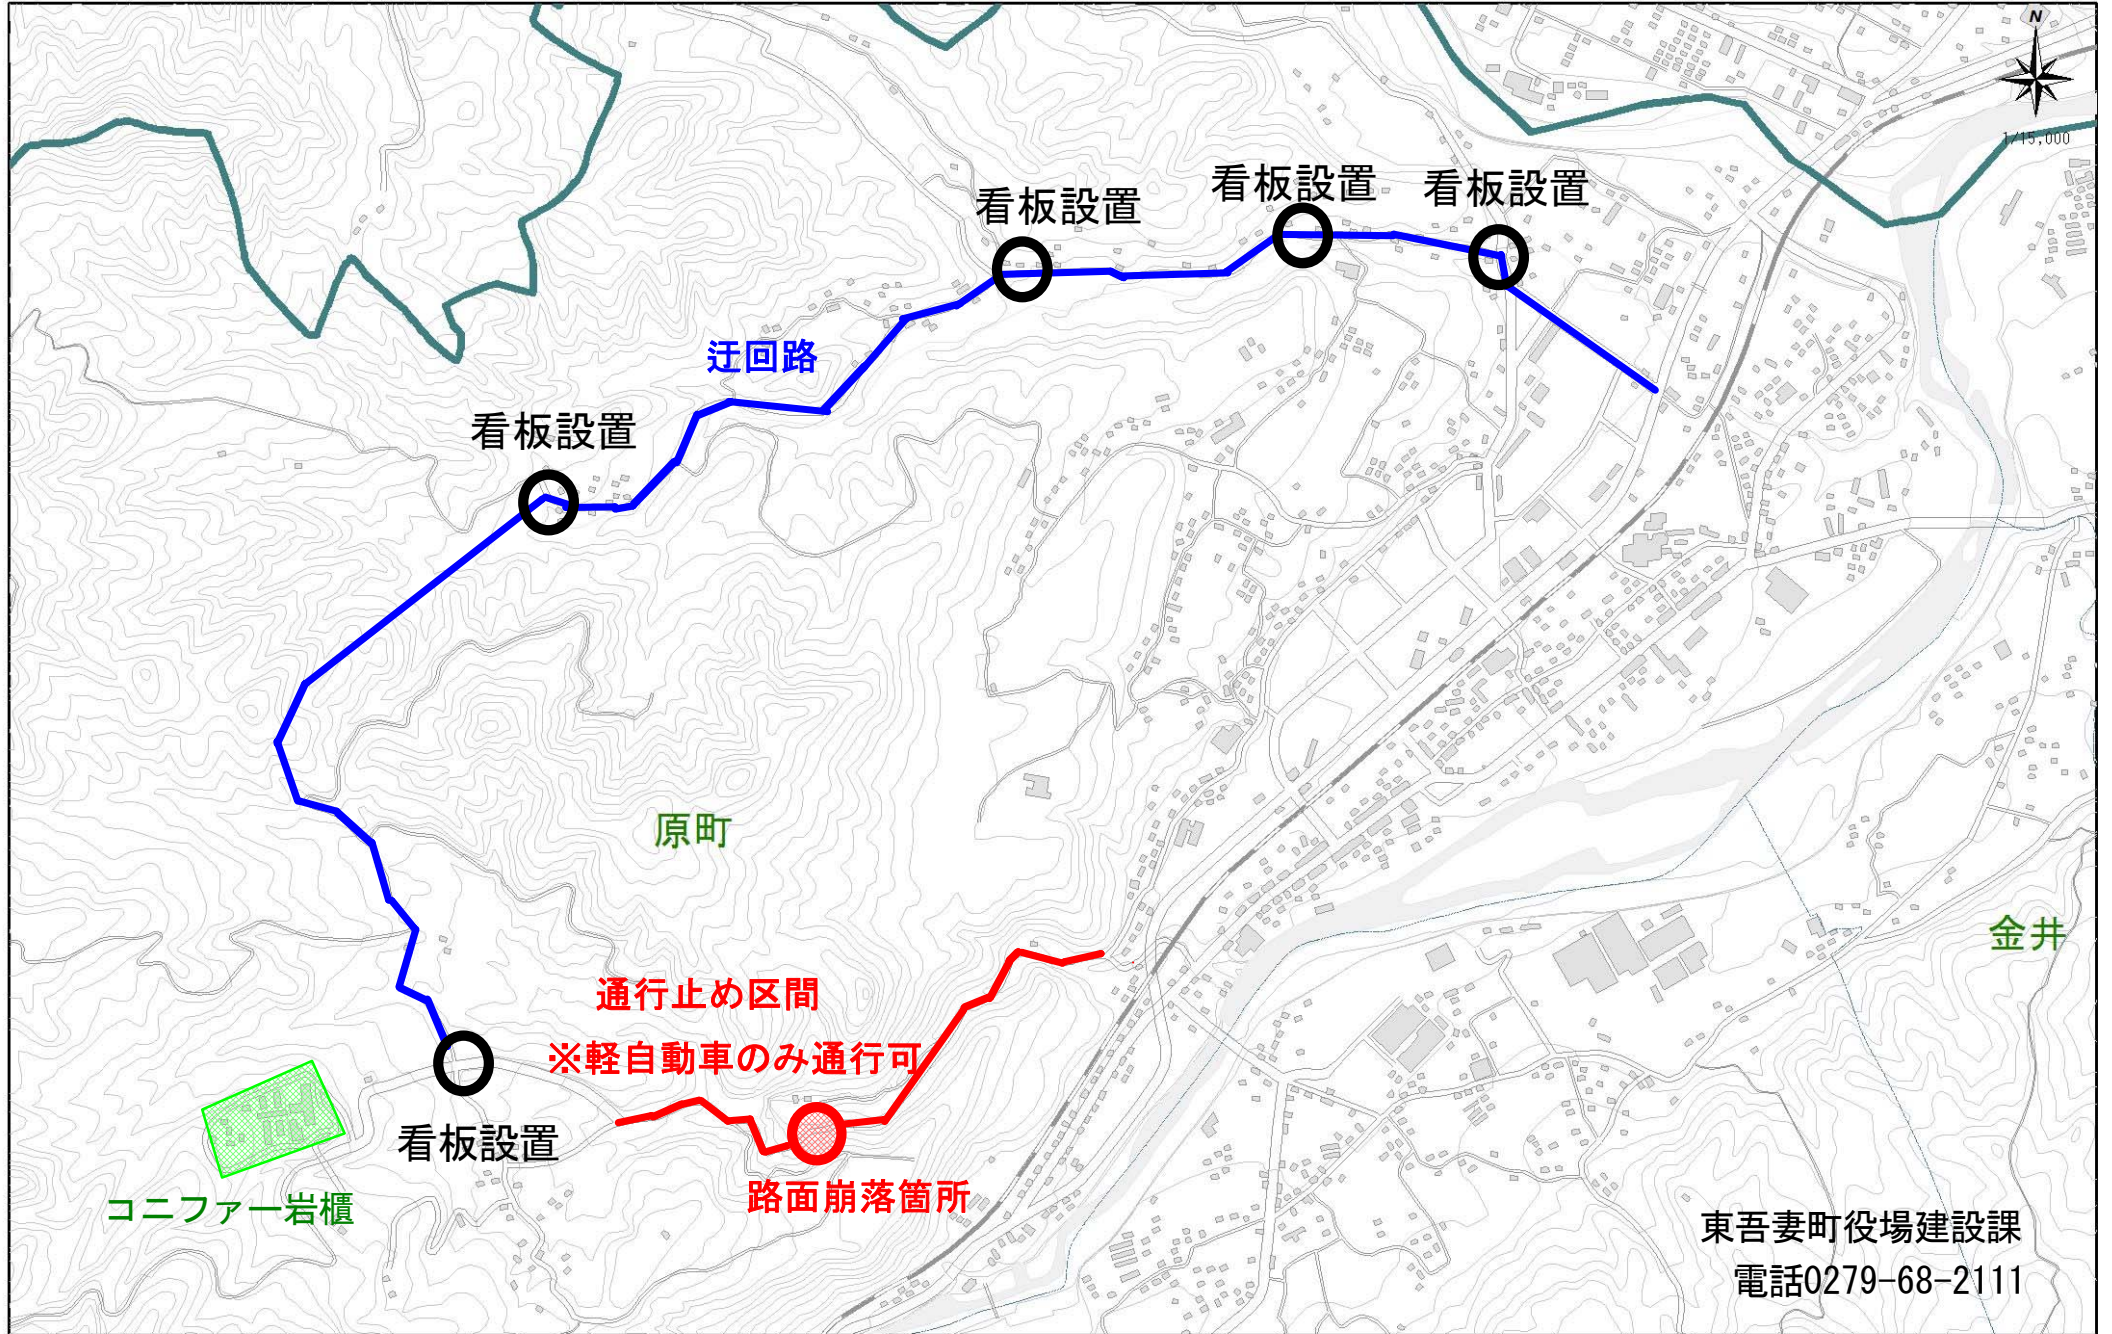 N
1/15,000
看板設置
看板設置
看板設置
迂回路
看板設置
原町
金井
通行止め区間
※軽自動車のみ通行可
看板設置
路面崩落箇所
コニファー岩櫃
東吾妻町役場建設課
電話0279-68-2111